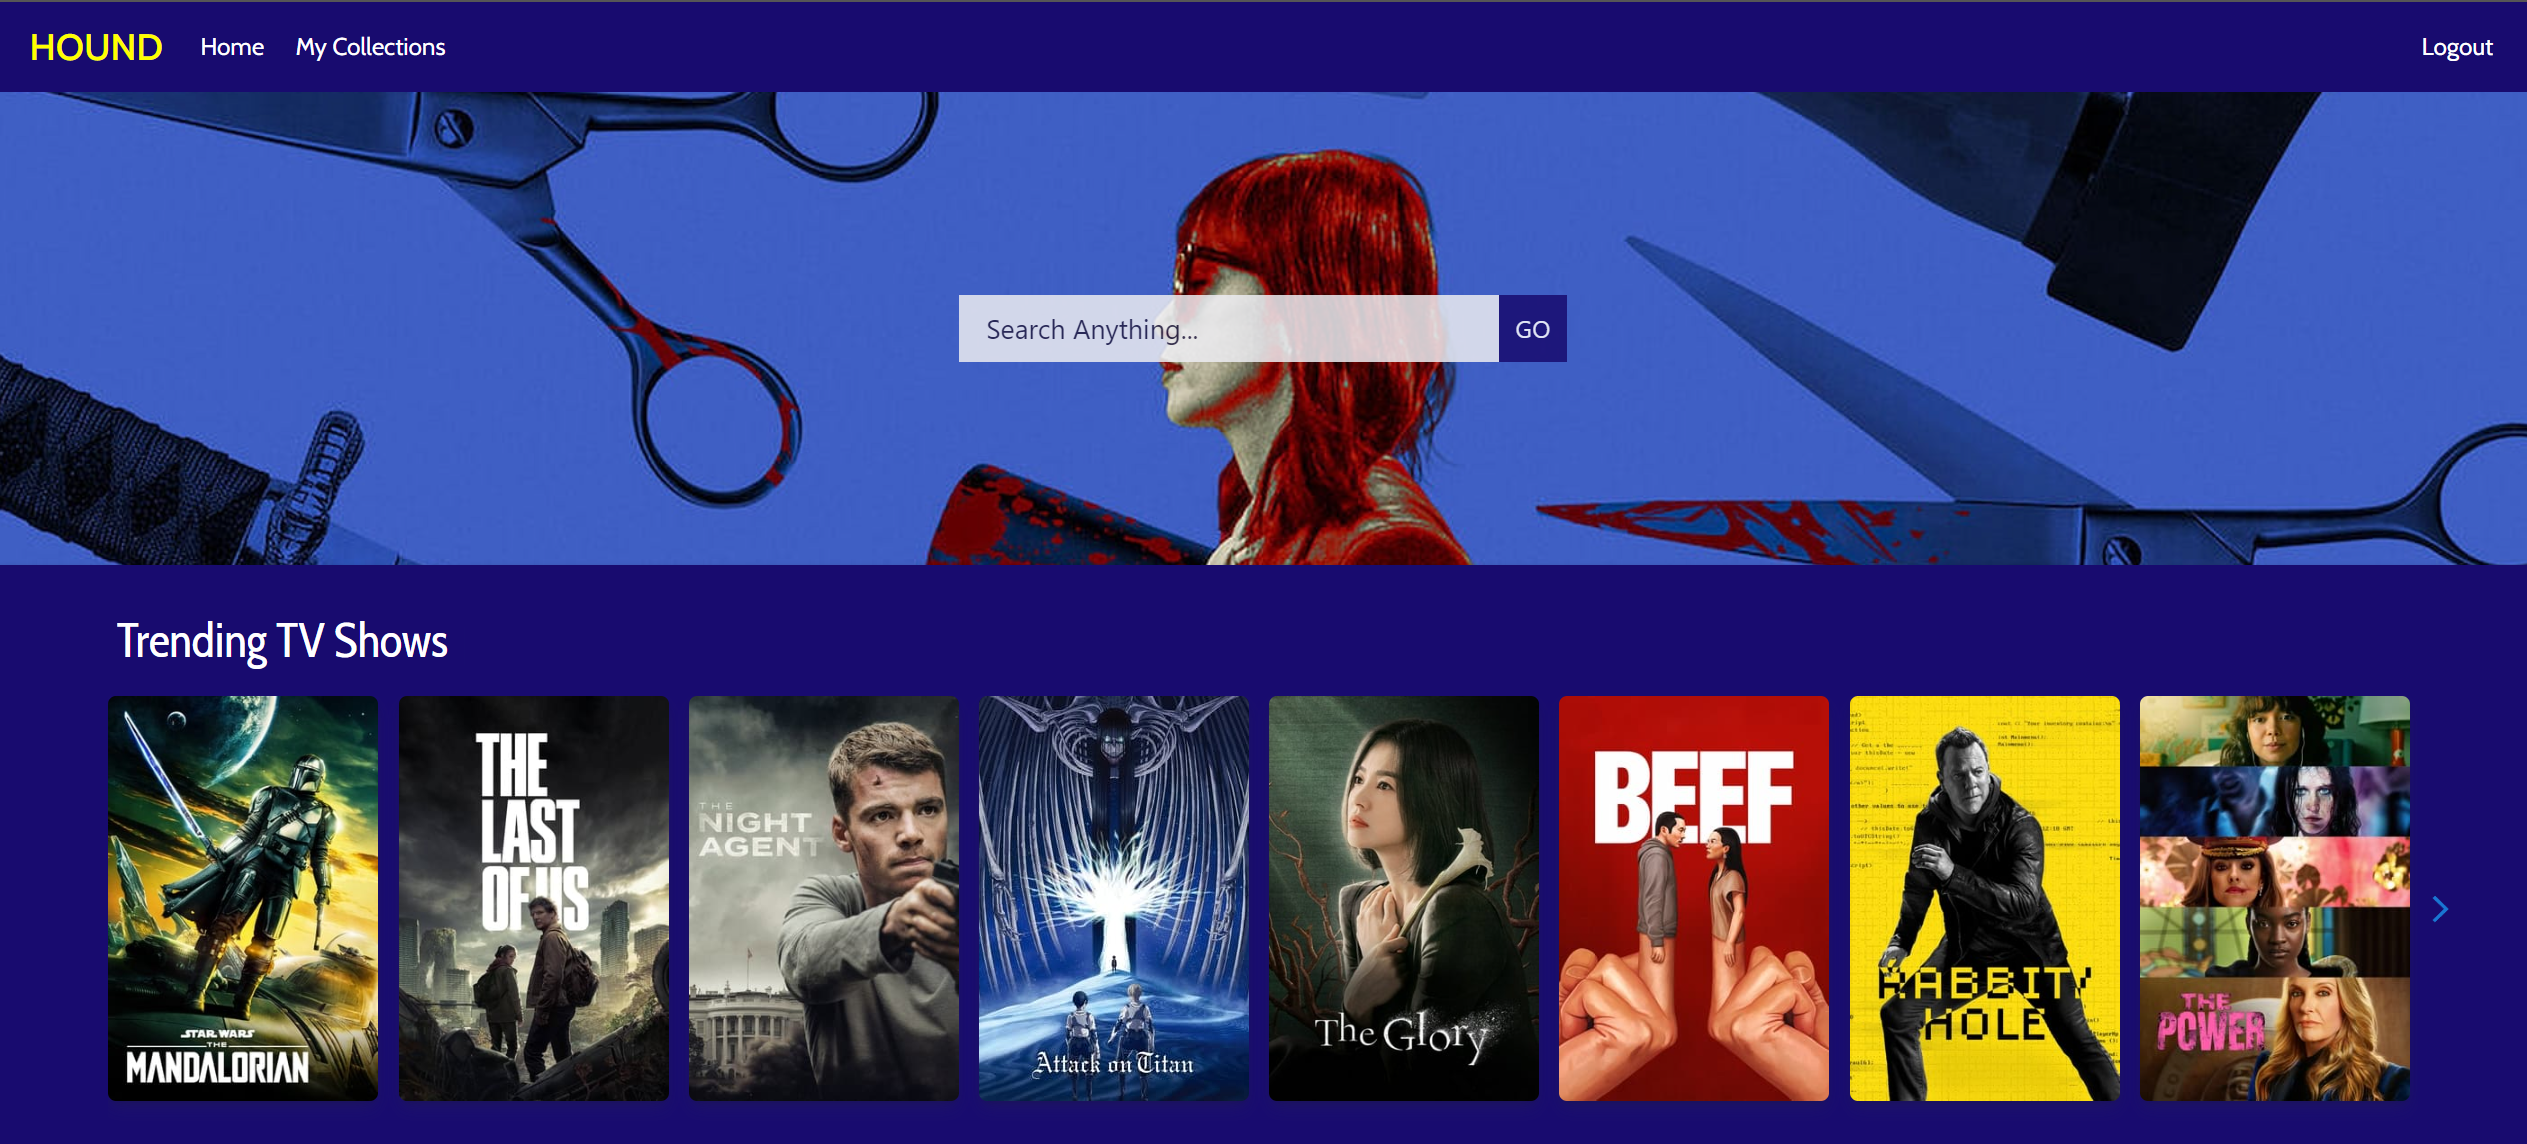 HOUND Home My Collections Logout
Search Anything... GO
Trending TV Shows
STAR WARS
THE
MANDALORIAN
THE
LAST
OF US
THE
NIGHT
AGENT
Attack on Titan
The Glory
BEEF
RABBIT
HOLE
THE
POWER